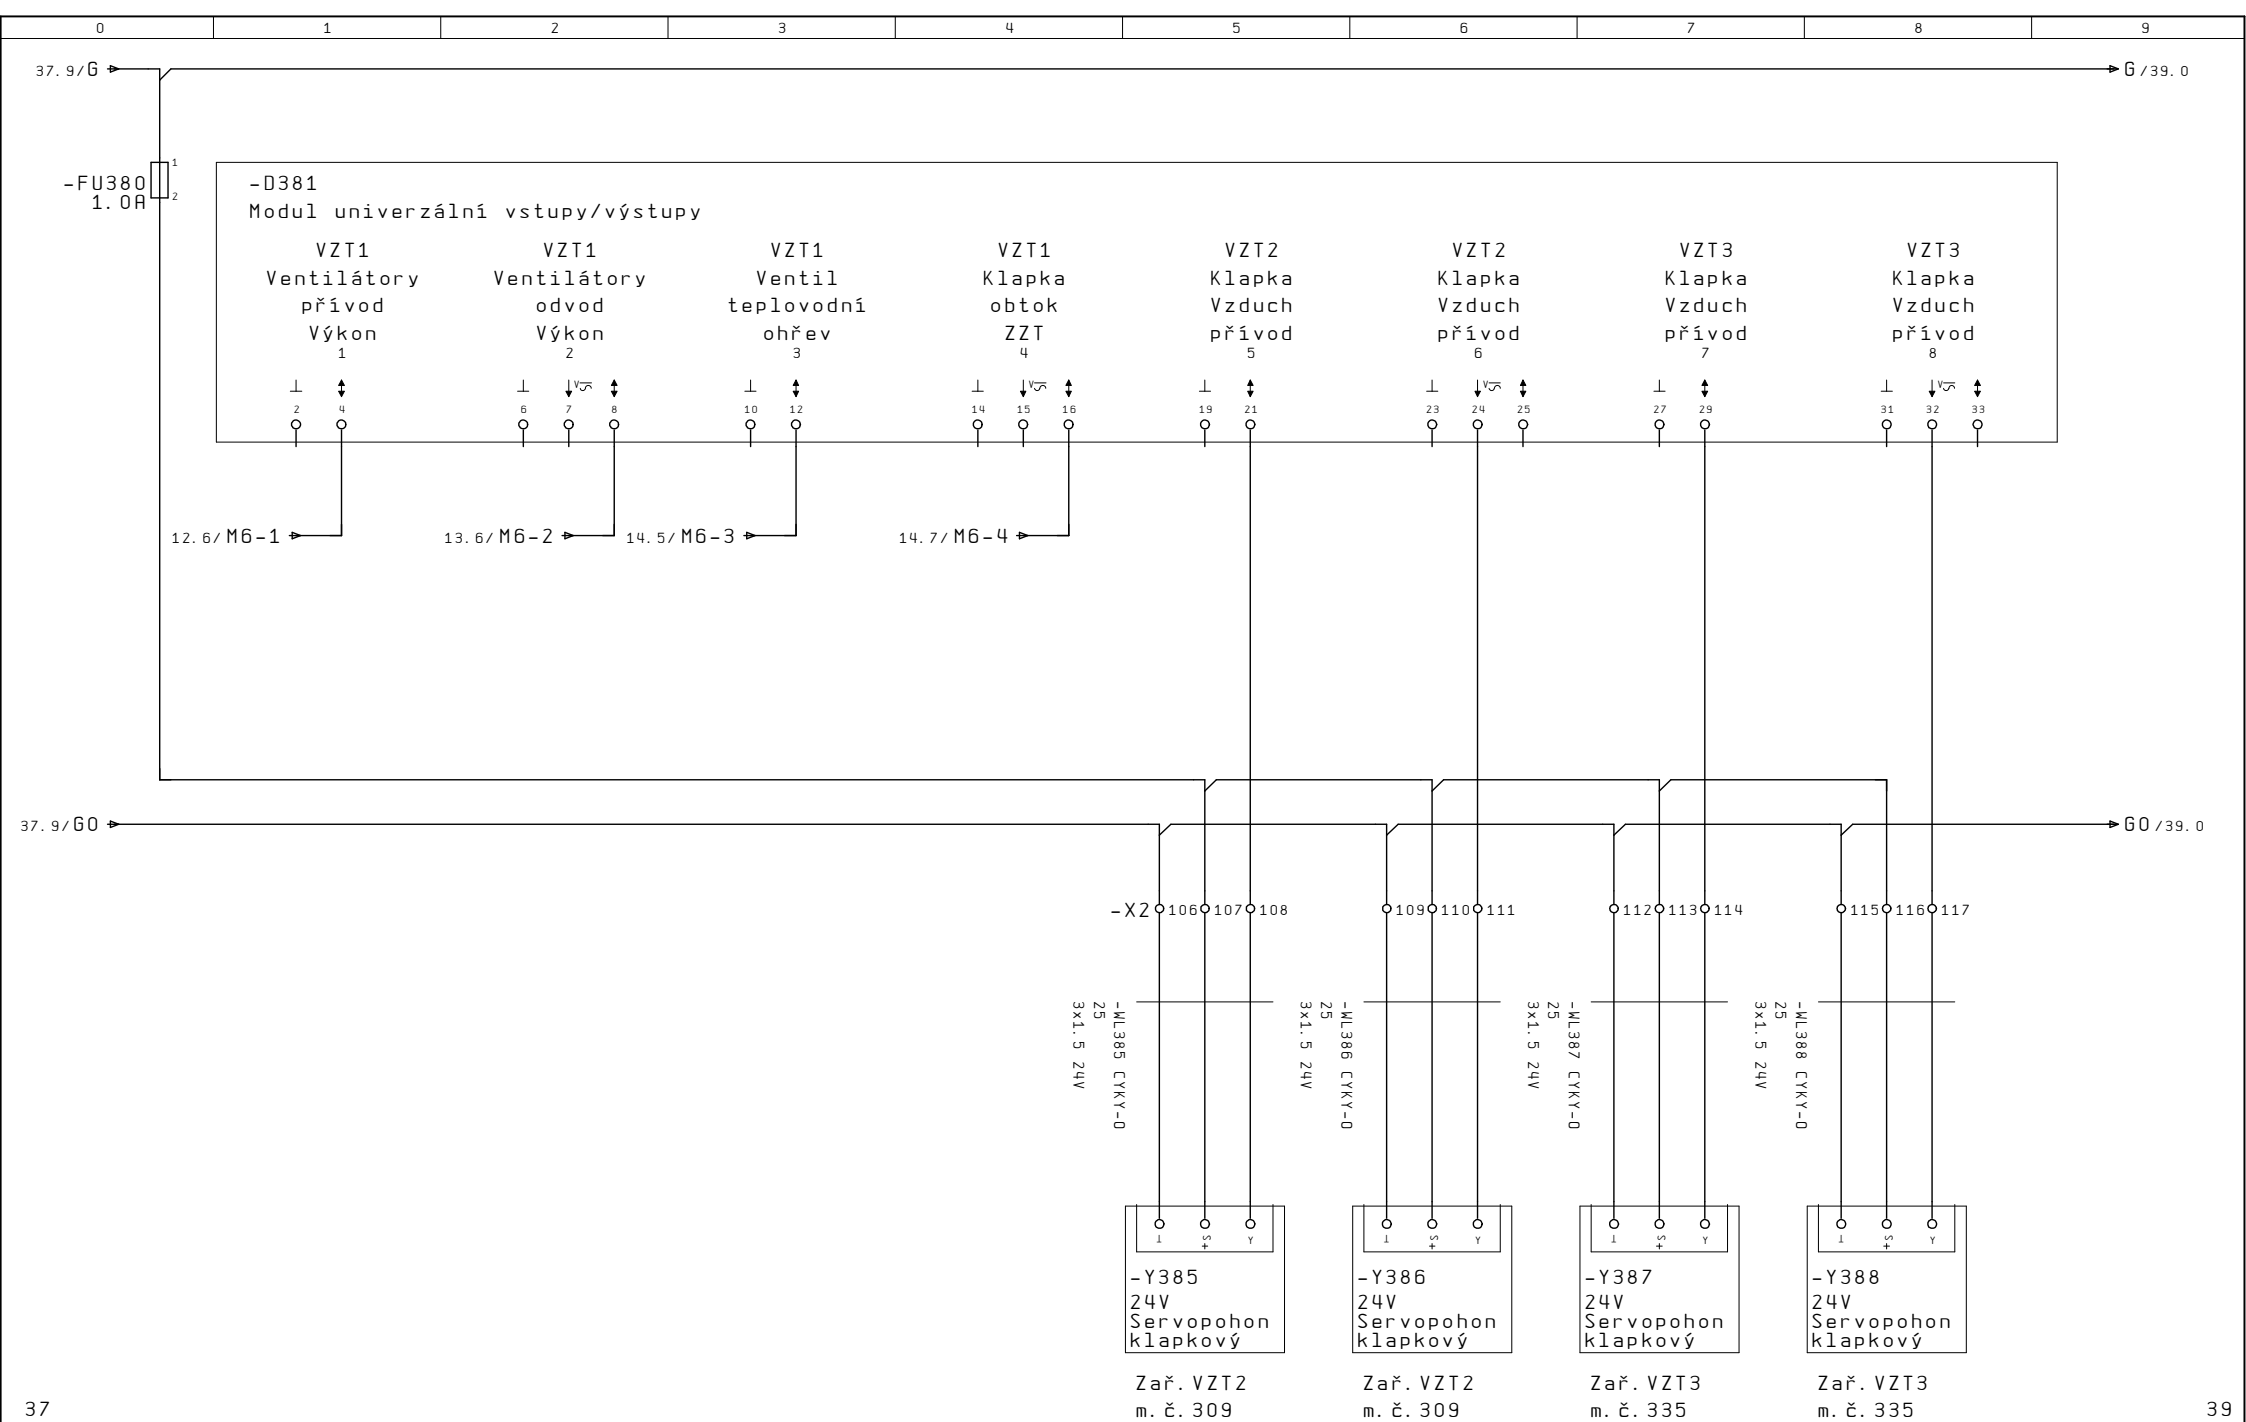 0 1 2 3 4 5 6 7 8 9
37.9/G G/39.0
-FU380
1.0A
1
2
-D381
Modul univerzální vstupy/výstupy
VZT1 VZT1 VZT1 VZT1 VZT2 VZT2 VZT3 VZT3
Ventilátory Ventilátory Ventil Klapka Klapka Klapka Klapka Klapka
přívod odvod teplovodní obtok Vzduch Vzduch Vzduch Vzduch
Výkon Výkon ohřev ZZT přívod přívod přívod přívod
1 2 3 4 5 6 7 8
2 4 6 7 8 10 12 14 15 16 19 21 23 24 25 27 29 31 32 33
12.6/M6-1 13.6/M6-2 14.5/M6-3 14.7/M6-4
37.9/G0 G0/39.0
-X2 106 107 108 109 110 111 112 113 114 115 116 117
-WL385 CYKY-O
25
3x1.5 24V
-WL386 CYKY-O
25
3x1.5 24V
-WL387 CYKY-O
25
3x1.5 24V
-WL388 CYKY-O
25
3x1.5 24V
⊥ S+ Y ⊥ S+ Y ⊥ S+ Y ⊥ S+ Y
-Y385 -Y386 -Y387 -Y388
24V 24V 24V 24V
Servopohon Servopohon Servopohon Servopohon
klapkový klapkový klapkový klapkový
Zař.VZT2 Zař.VZT2 Zař.VZT3 Zař.VZT3
m.č.309 m.č.309 m.č.335 m.č.335
37 39